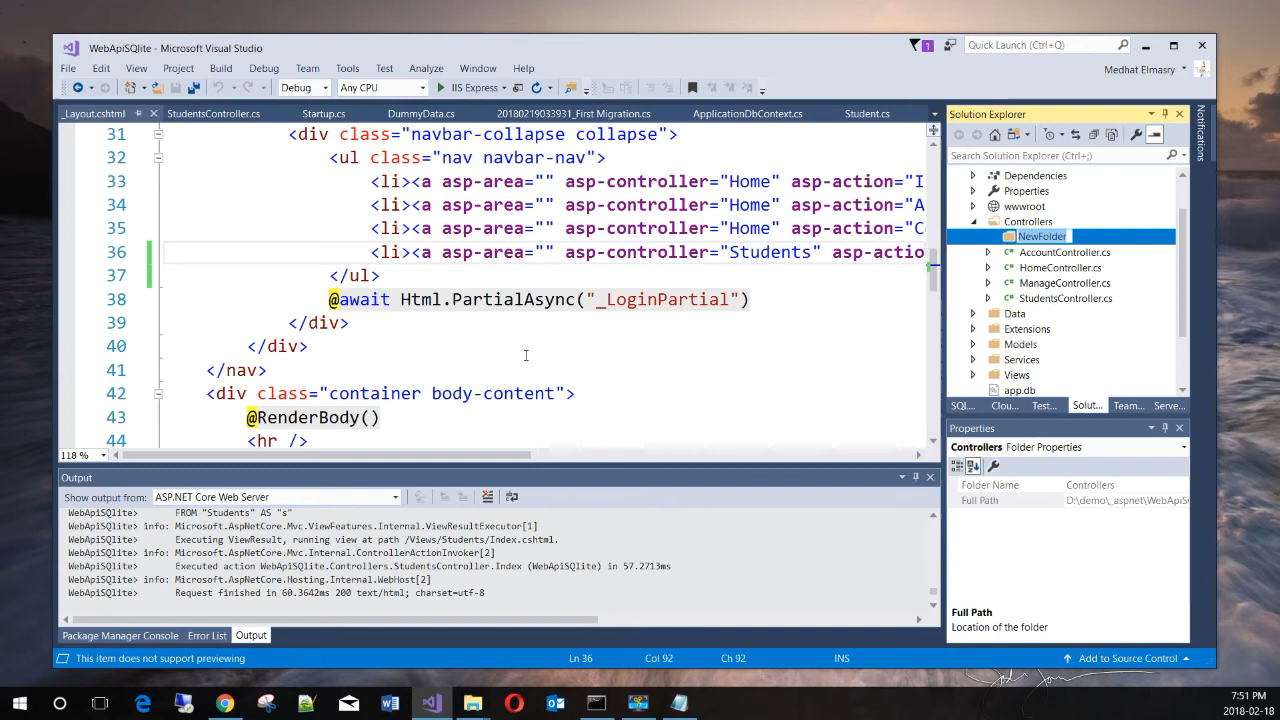 WebApiSQlite - Microsoft Visual Studio
1
Quick Launch (Ctrl+Q)
File Edit View Project Build Debug Team Tools Test Analyze Window Help
Medhat Elmasry
Debug Any CPU IIS Express
_Layout.cshtml StudentsController.cs Startup.cs DummyData.cs 20180219033931_First Migration.cs ApplicationDbContext.cs Student.cs
31 <div class="navbar-collapse collapse">
32 <ul class="nav navbar-nav">
33 <li><a asp-area="" asp-controller="Home" asp-action="I
34 <li><a asp-area="" asp-controller="Home" asp-action="A
35 <li><a asp-area="" asp-controller="Home" asp-action="C
36 <li><a asp-area="" asp-controller="Students" asp-actio
37 </ul>
38 @await Html.PartialAsync("_LoginPartial")
39 </div>
40 </div>
41 </nav>
42 <div class="container body-content">
43 @RenderBody()
44 <hr />
118 %
Output
Show output from: ASP.NET Core Web Server
WebApiSQlite> FROM "Students" AS "s"
WebApiSQlite> info: Microsoft.AspNetCore.Mvc.ViewFeatures.Internal.ViewResultExecutor[1]
WebApiSQlite> Executing ViewResult, running view at path /Views/Students/Index.cshtml.
WebApiSQlite> info: Microsoft.AspNetCore.Mvc.Internal.ControllerActionInvoker[2]
WebApiSQlite> Executed action WebApiSQlite.Controllers.StudentsController.Index (WebApiSQlite) in 57.2713ms
WebApiSQlite> info: Microsoft.AspNetCore.Hosting.Internal.WebHost[2]
WebApiSQlite> Request finished in 60.3642ms 200 text/html; charset=utf-8
Package Manager Console Error List Output
Solution Explorer
Search Solution Explorer (Ctrl+;)
Dependencies
Properties
wwwroot
Controllers
NewFolder
AccountController.cs
HomeController.cs
ManageController.cs
StudentsController.cs
Data
Extensions
Models
Services
Views
app.db
SQL... Clou... Test... Solut... Team... Serve...
Properties
Controllers Folder Properties
Folder Name Controllers
Full Path D:\demo\_aspnet\WebApiS
Full Path
Location of the folder
Notifications
This item does not support previewing Ln 36 Col 92 Ch 92 INS Add to Source Control
7:51 PM
2018-02-18